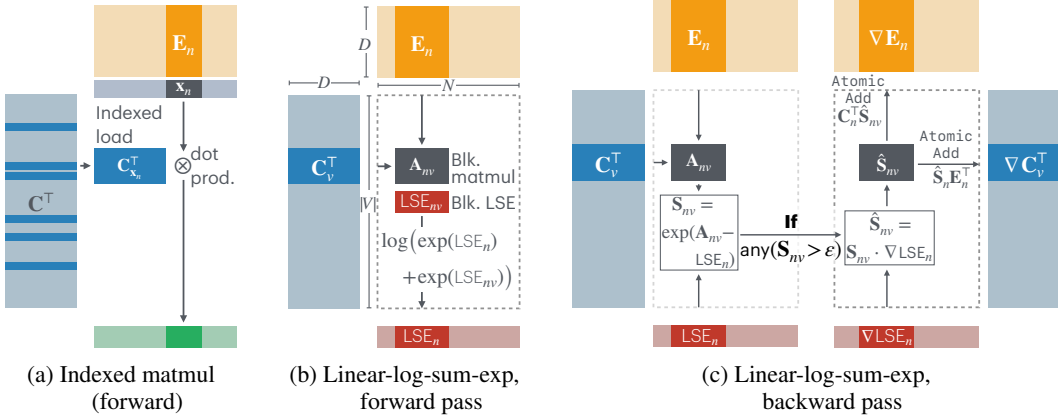 E_n
x_n
Indexed
load
C^⊤_{x_n}
⊗ dot
prod.
C^⊤
(a) Indexed matmul
(forward)
D
E_n
D
N
C^⊤_v
A_{nv}
Blk.
matmul
|V|
LSE_{nv}
Blk. LSE
log(exp(LSE_n)
+exp(LSE_{nv}))
LSE_n
(b) Linear-log-sum-exp,
forward pass
E_n
C^⊤_v
A_{nv}
S_{nv} =
exp(A_{nv}−
LSE_n)
If
any(S_{nv} > ε)
LSE_n
∇E_n
Atomic
Add
C^⊤_n Ŝ_{nv}
Atomic
Add
Ŝ_n E^⊤_n
Ŝ_{nv}
∇C^⊤_v
Ŝ_{nv} =
S_{nv} · ∇LSE_n
∇LSE_n
(c) Linear-log-sum-exp,
backward pass